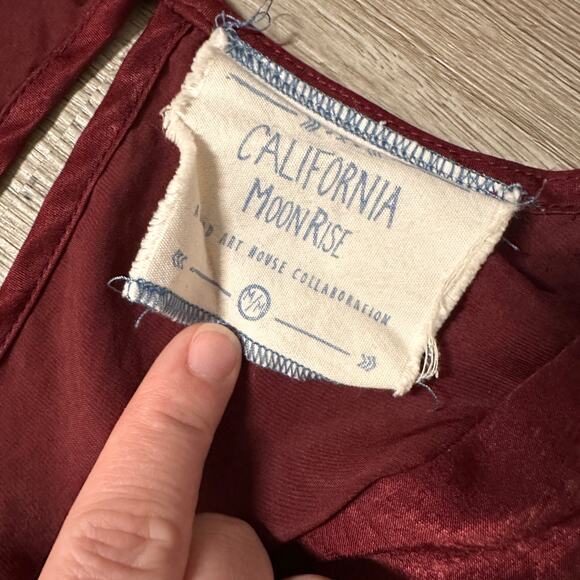 CALIFORNIA
MOONRISE
ART HOUSE COLLABORATION
M/M